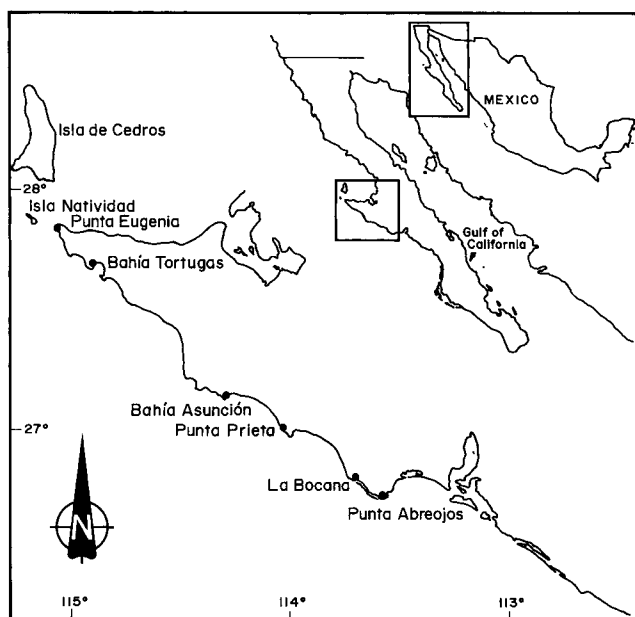 MEXICO
Isla de Cedros
28°
Isla Natividad
Punta Eugenia
Gulf of
California
Bahía Tortugas
Bahía Asunción
27°
Punta Prieta
La Bocana
Punta Abreojos
N
115°
114°
113°